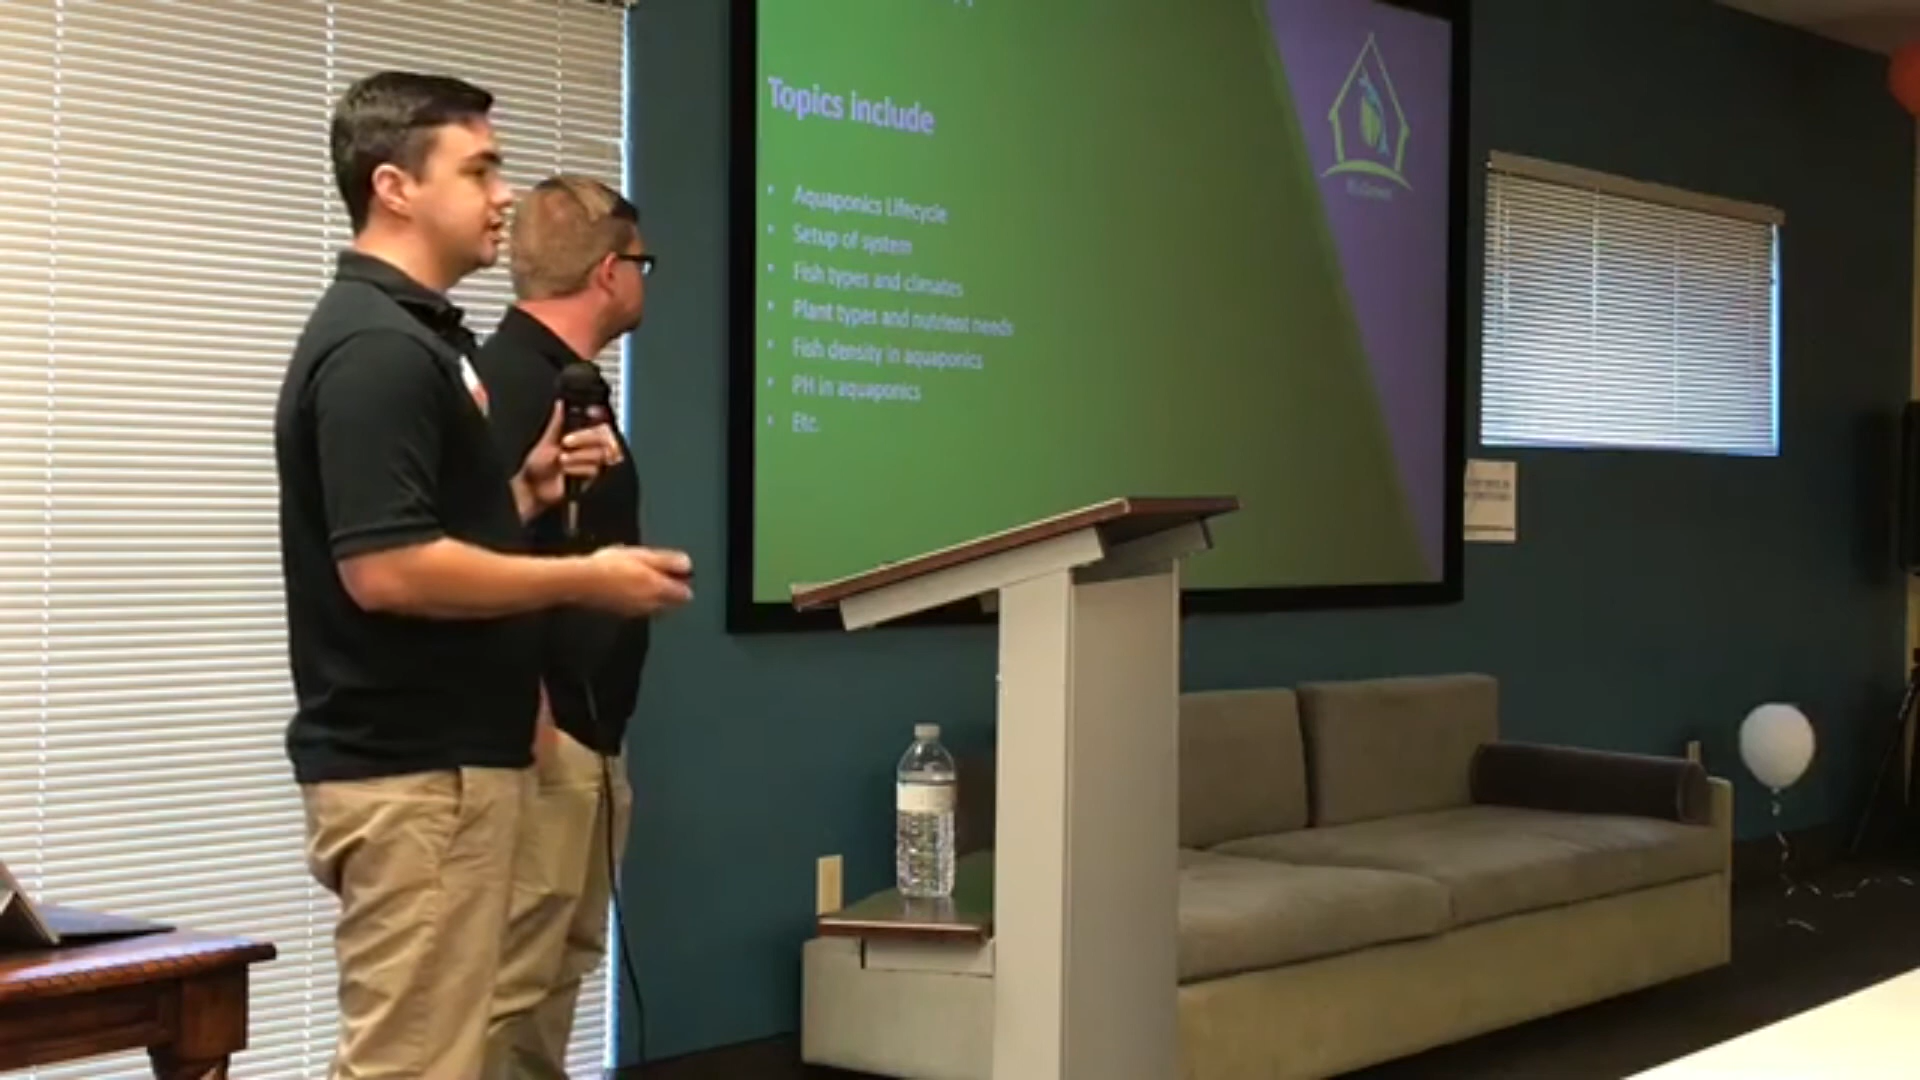 Topics include
• Aquaponics Lifecycle
• Setup of system
• Fish types and climates
• Plant types and nutrient needs
• Fish density in aquaponics
• PH in aquaponics
• Etc.